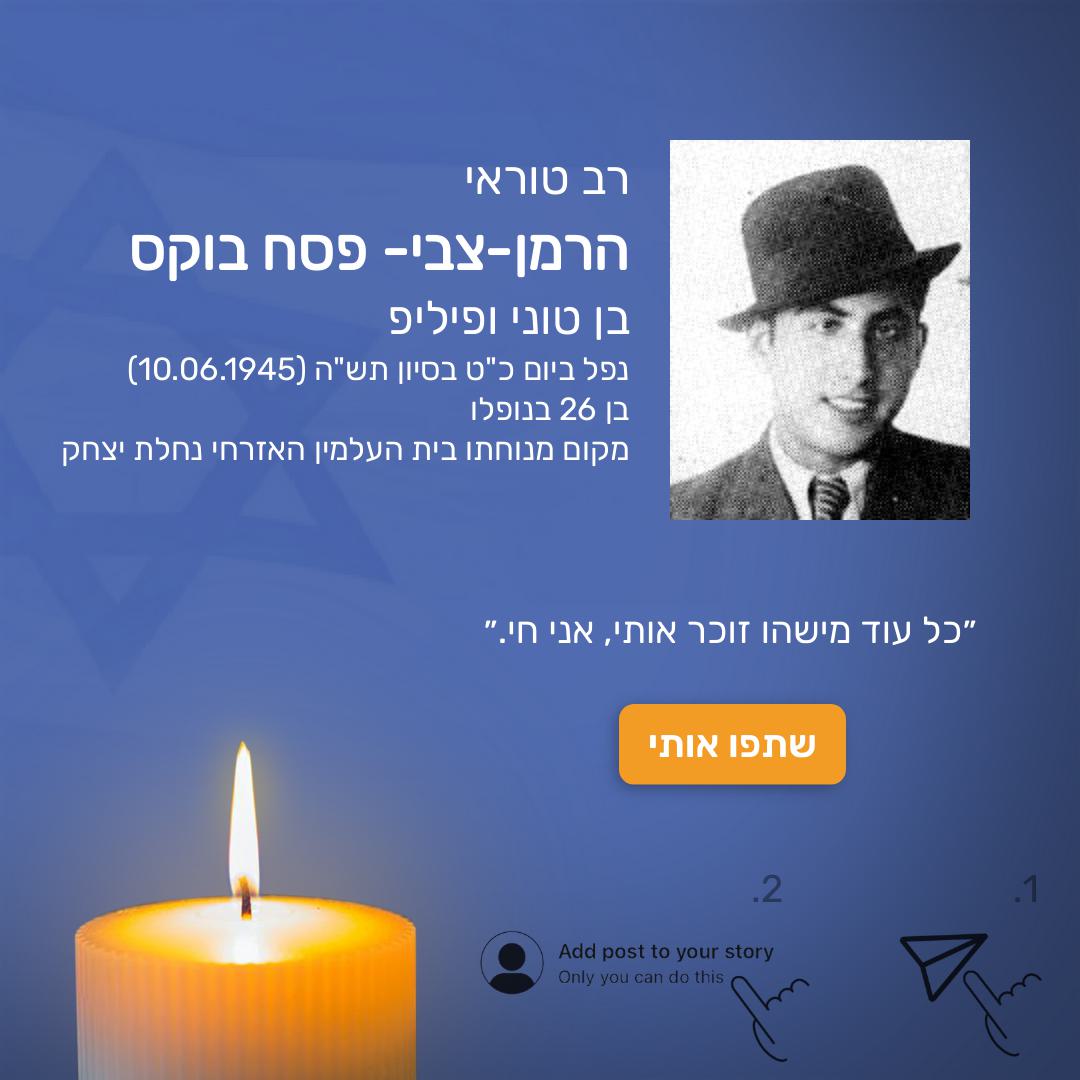 רב טוראי
הרמן-צבי- פסח בוקס
בן טוני ופיליפ
נפל ביום כ"ט בסיון תש"ה (10.06.1945)
בן 26 בנופלו
מקום מנוחתו בית העלמין האזרחי נחלת יצחק
״כל עוד מישהו זוכר אותי, אני חי.״
שתפו אותי
.1
.2
Add post to your story
Only you can do this